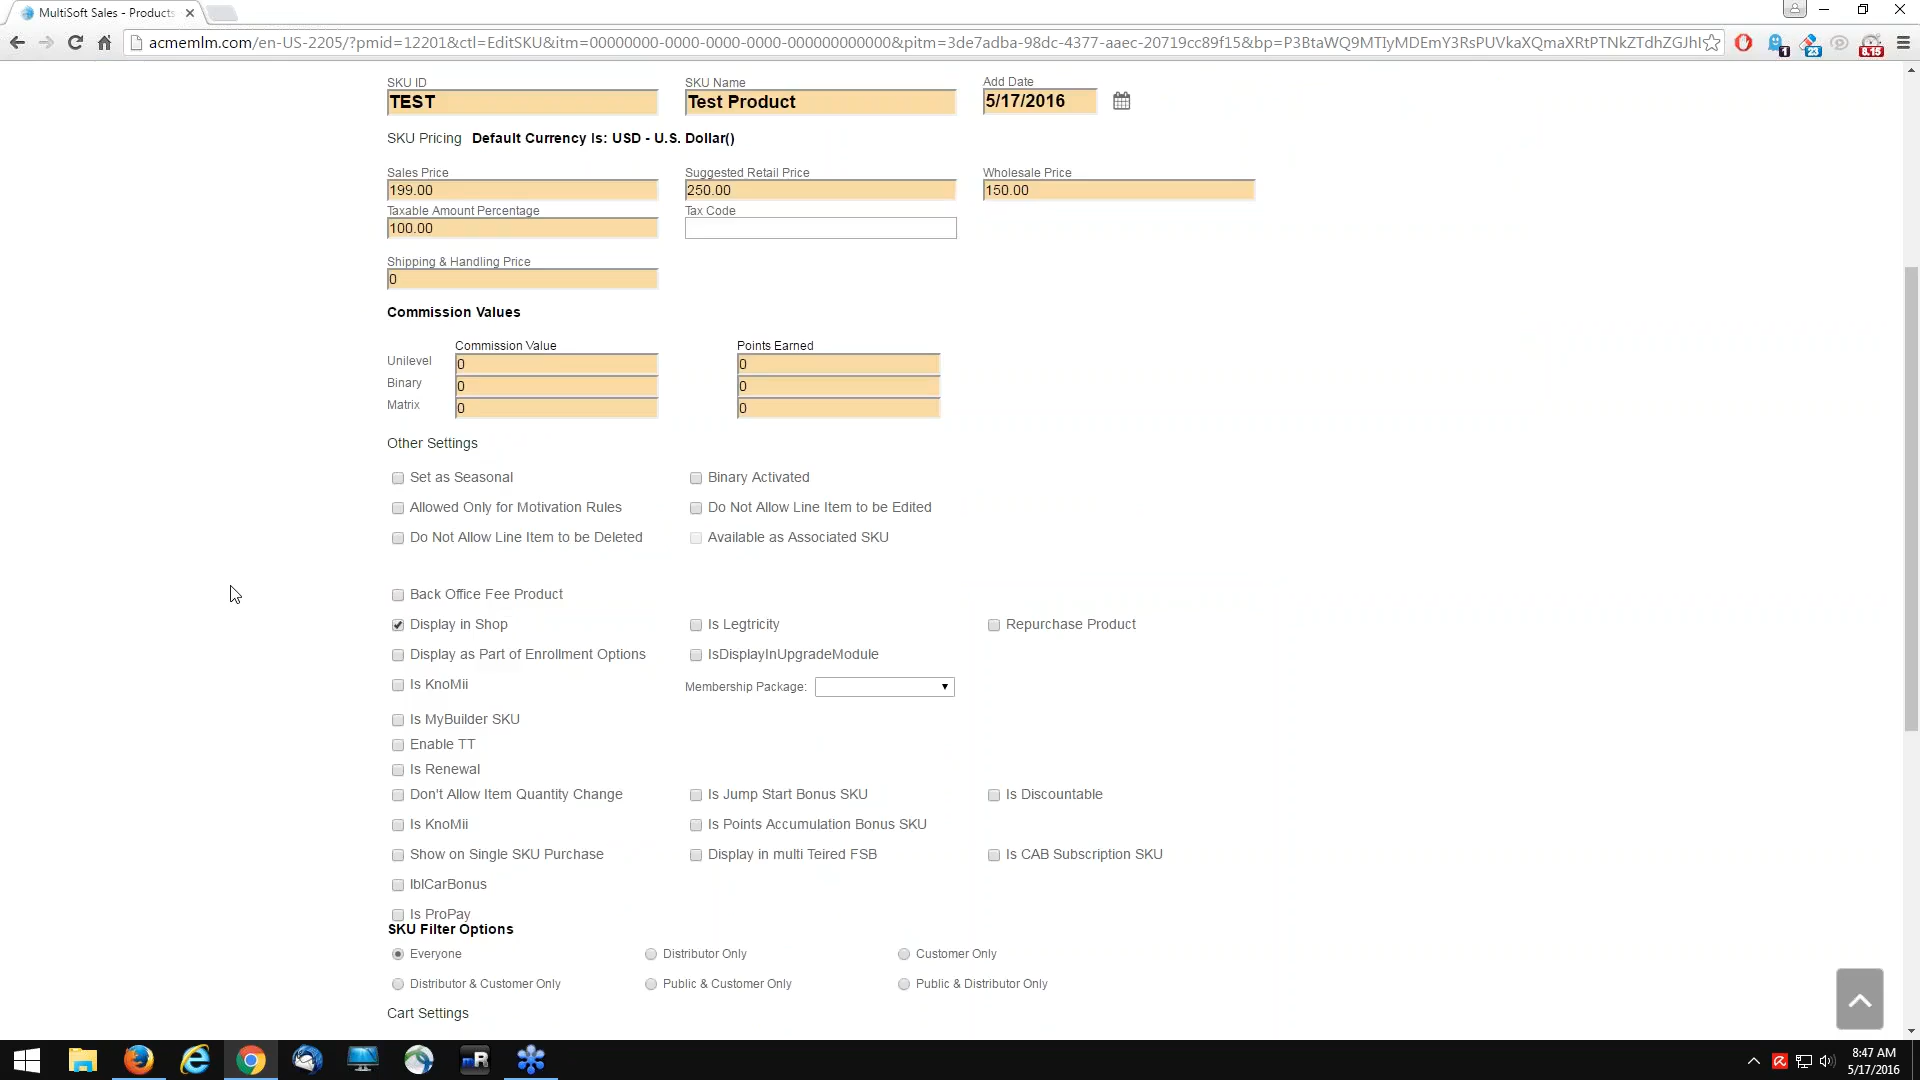 MultiSoft Sales - Products
acmemlm.com/en-US-2205/?pmid=12201&ctl=EditSKU&itm=00000000-0000-0000-0000-000000000000&pitm=3de7adba-98dc-4377-aaec-20719cc89f15&bp=P3BtaWQ9MTIyMDEmY3RsPUVkaXQmaXRtPTNkZTdhZGJhI
1
23
8.15
SKU ID
SKU Name
Add Date
TEST
Test Product
5/17/2016
SKU Pricing Default Currency Is: USD - U.S. Dollar()
Sales Price
Suggested Retail Price
Wholesale Price
199.00
250.00
150.00
Taxable Amount Percentage
Tax Code
100.00
Shipping & Handling Price
0
Commission Values
Commission Value
Points Earned
Unilevel 0 0
Binary 0 0
Matrix 0 0
Other Settings
Set as Seasonal
Binary Activated
Allowed Only for Motivation Rules
Do Not Allow Line Item to be Edited
Do Not Allow Line Item to be Deleted
Available as Associated SKU
Back Office Fee Product
Display in Shop
Is Legtricity
Repurchase Product
Display as Part of Enrollment Options
IsDisplayInUpgradeModule
Is KnoMii
Membership Package:
Is MyBuilder SKU
Enable TT
Is Renewal
Don't Allow Item Quantity Change
Is Jump Start Bonus SKU
Is Discountable
Is KnoMii
Is Points Accumulation Bonus SKU
Show on Single SKU Purchase
Display in multi Teired FSB
Is CAB Subscription SKU
lblCarBonus
Is ProPay
SKU Filter Options
Everyone
Distributor Only
Customer Only
Distributor & Customer Only
Public & Customer Only
Public & Distributor Only
Cart Settings
mR
8:47 AM
5/17/2016